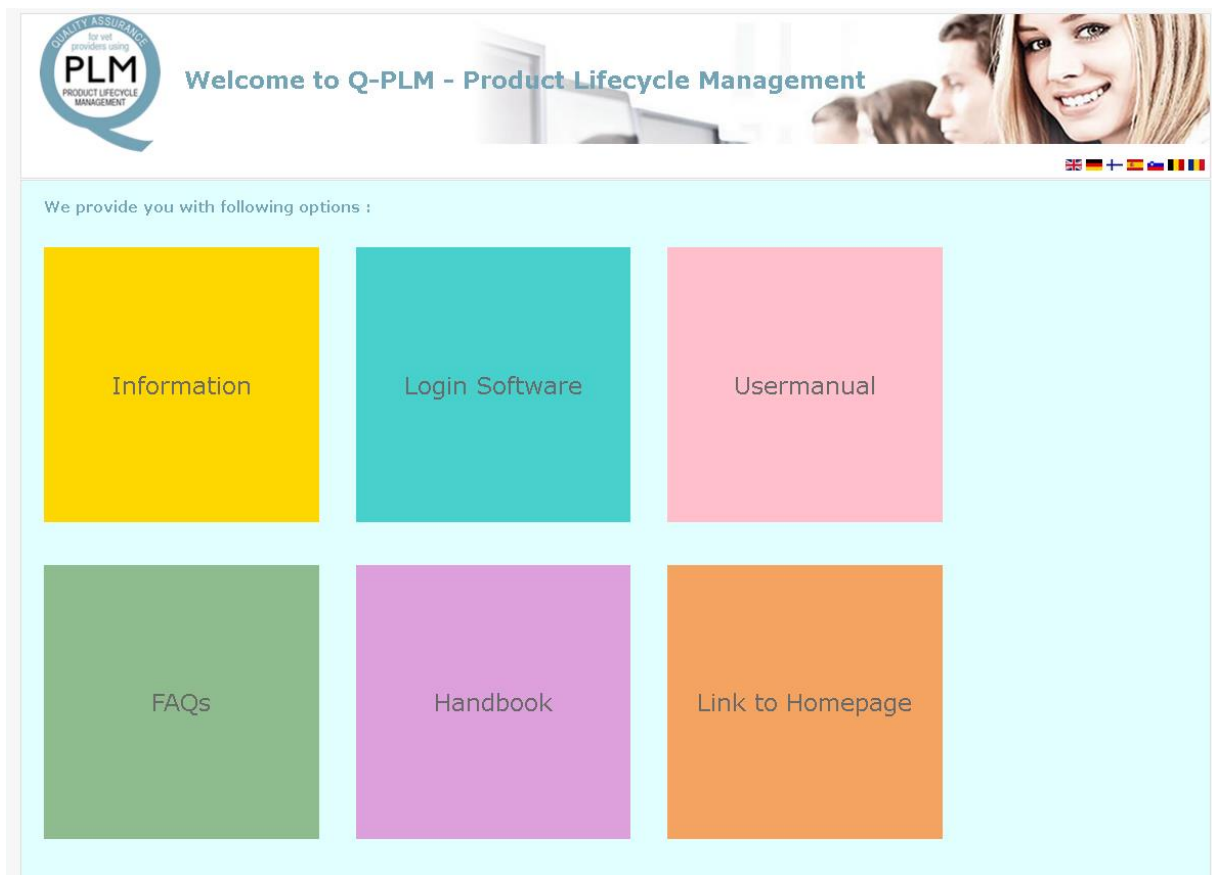 QUALITY ASSURANCE
for vet
providers using
PLM
PRODUCT LIFECYCLE
MANAGEMENT
Welcome to Q-PLM - Product Lifecycle Management
We provide you with following options :
Information
Login Software
Usermanual
FAQs
Handbook
Link to Homepage